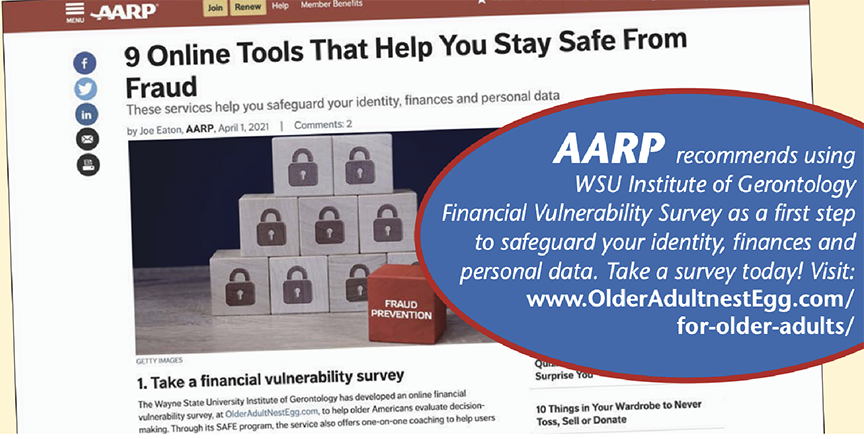 MENU
AARP
Join
Renew
Help
Member Benefits
9 Online Tools That Help You Stay Safe From
Fraud
These services help you safeguard your identity, finances and personal data
by Joe Eaton, AARP, April 1, 2021 | Comments: 2
FRAUD
PREVENTION
GETTY IMAGES
1. Take a financial vulnerability survey
The Wayne State University Institute of Gerontology has developed an online financial
vulnerability survey, at OlderAdultNestEgg.com, to help older Americans evaluate decision-
making. Through its SAFE program, the service also offers one-on-one coaching to help users
AARP recommends using
WSU Institute of Gerontology
Financial Vulnerability Survey as a first step
to safeguard your identity, finances and
personal data. Take a survey today! Visit:
www.OlderAdultnestEgg.com/
for-older-adults/
Surprise You
10 Things in Your Wardrobe to Never
Toss, Sell or Donate